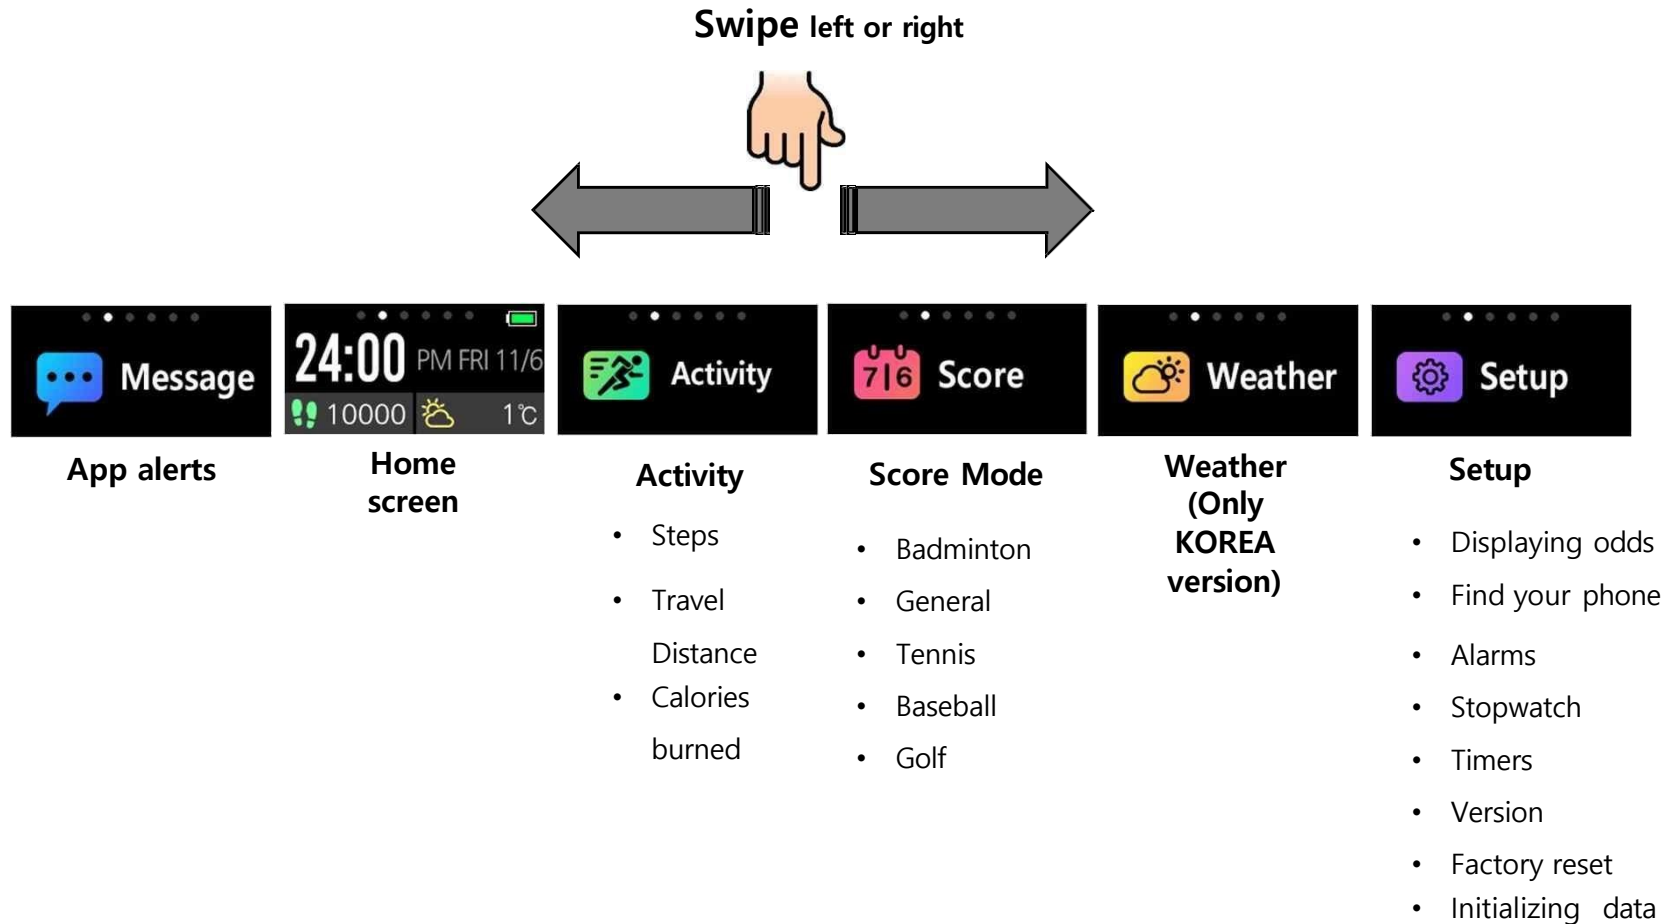 Swipe left or right
Message
24:00 PM FRI 11/6
10000 1℃
Activity
7|6 Score
Weather
Setup
App alerts
Home
screen
Activity
• Steps
• Travel
Distance
• Calories
burned
Score Mode
• Badminton
• General
• Tennis
• Baseball
• Golf
Weather
(Only
KOREA
version)
Setup
• Displaying odds
• Find your phone
• Alarms
• Stopwatch
• Timers
• Version
• Factory reset
• Initializing data